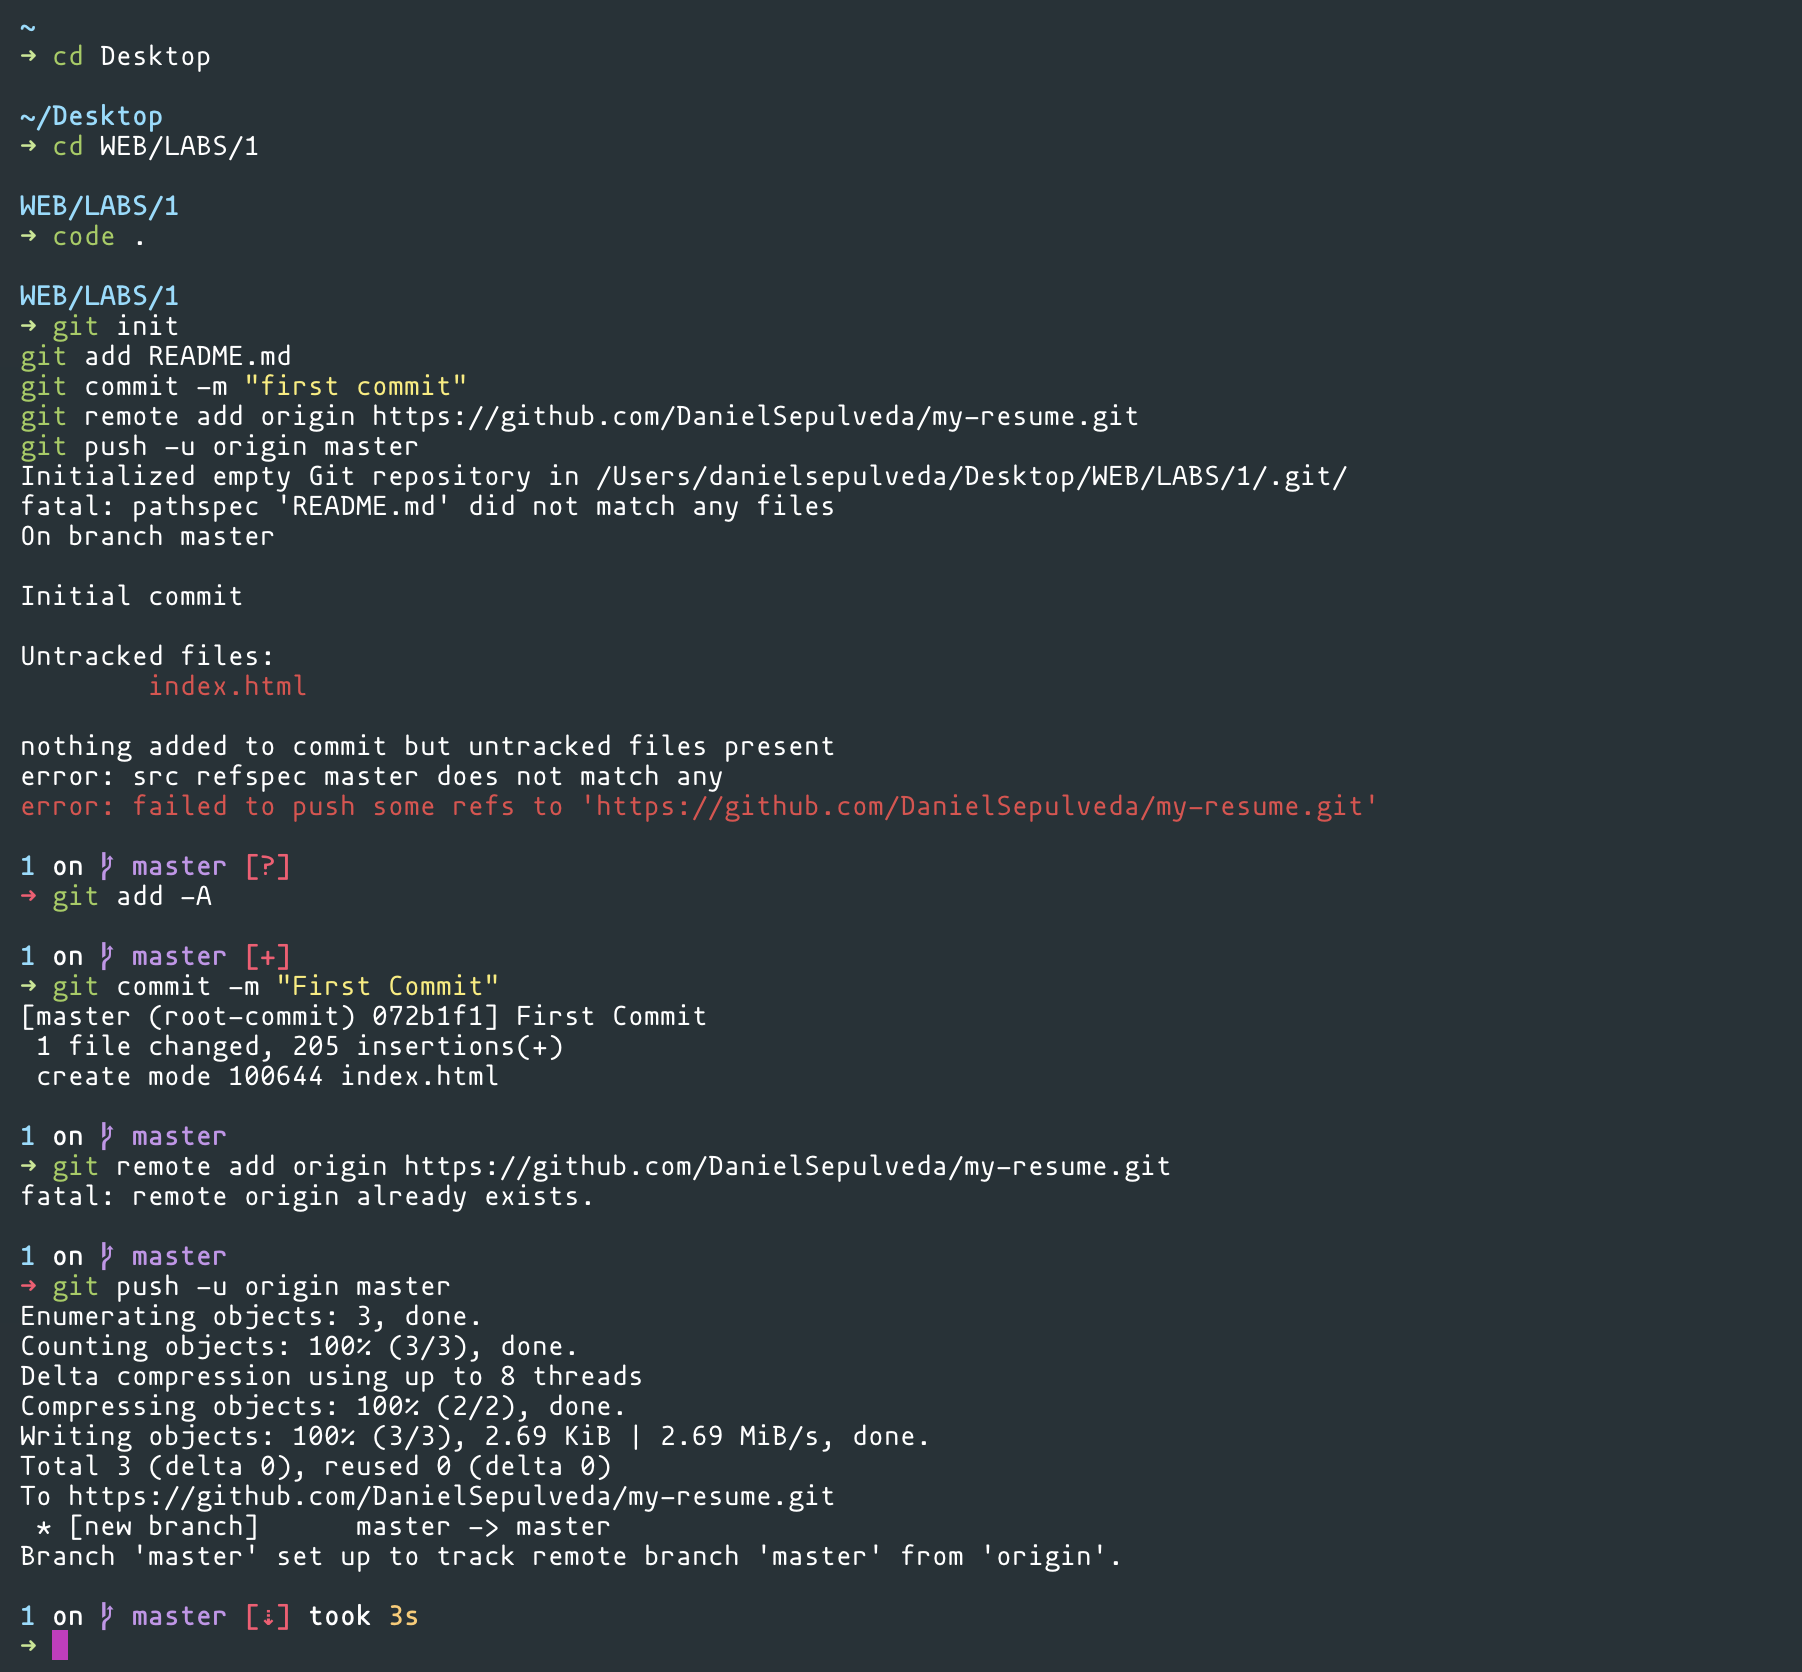 ~
➜ cd Desktop

~/Desktop
➜ cd WEB/LABS/1

WEB/LABS/1
➜ code .

WEB/LABS/1
➜ git init
git add README.md
git commit -m "first commit"
git remote add origin https://github.com/DanielSepulveda/my-resume.git
git push -u origin master
Initialized empty Git repository in /Users/danielsepulveda/Desktop/WEB/LABS/1/.git/
fatal: pathspec 'README.md' did not match any files
On branch master

Initial commit

Untracked files:
        index.html

nothing added to commit but untracked files present
error: src refspec master does not match any
error: failed to push some refs to 'https://github.com/DanielSepulveda/my-resume.git'

1 on  master [?]
➜ git add -A

1 on  master [+]
➜ git commit -m "First Commit"
[master (root-commit) 072b1f1] First Commit
 1 file changed, 205 insertions(+)
 create mode 100644 index.html

1 on  master
➜ git remote add origin https://github.com/DanielSepulveda/my-resume.git
fatal: remote origin already exists.

1 on  master
➜ git push -u origin master
Enumerating objects: 3, done.
Counting objects: 100% (3/3), done.
Delta compression using up to 8 threads
Compressing objects: 100% (2/2), done.
Writing objects: 100% (3/3), 2.69 KiB | 2.69 MiB/s, done.
Total 3 (delta 0), reused 0 (delta 0)
To https://github.com/DanielSepulveda/my-resume.git
 * [new branch]      master -> master
Branch 'master' set up to track remote branch 'master' from 'origin'.

1 on  master [⇣] took 3s
➜